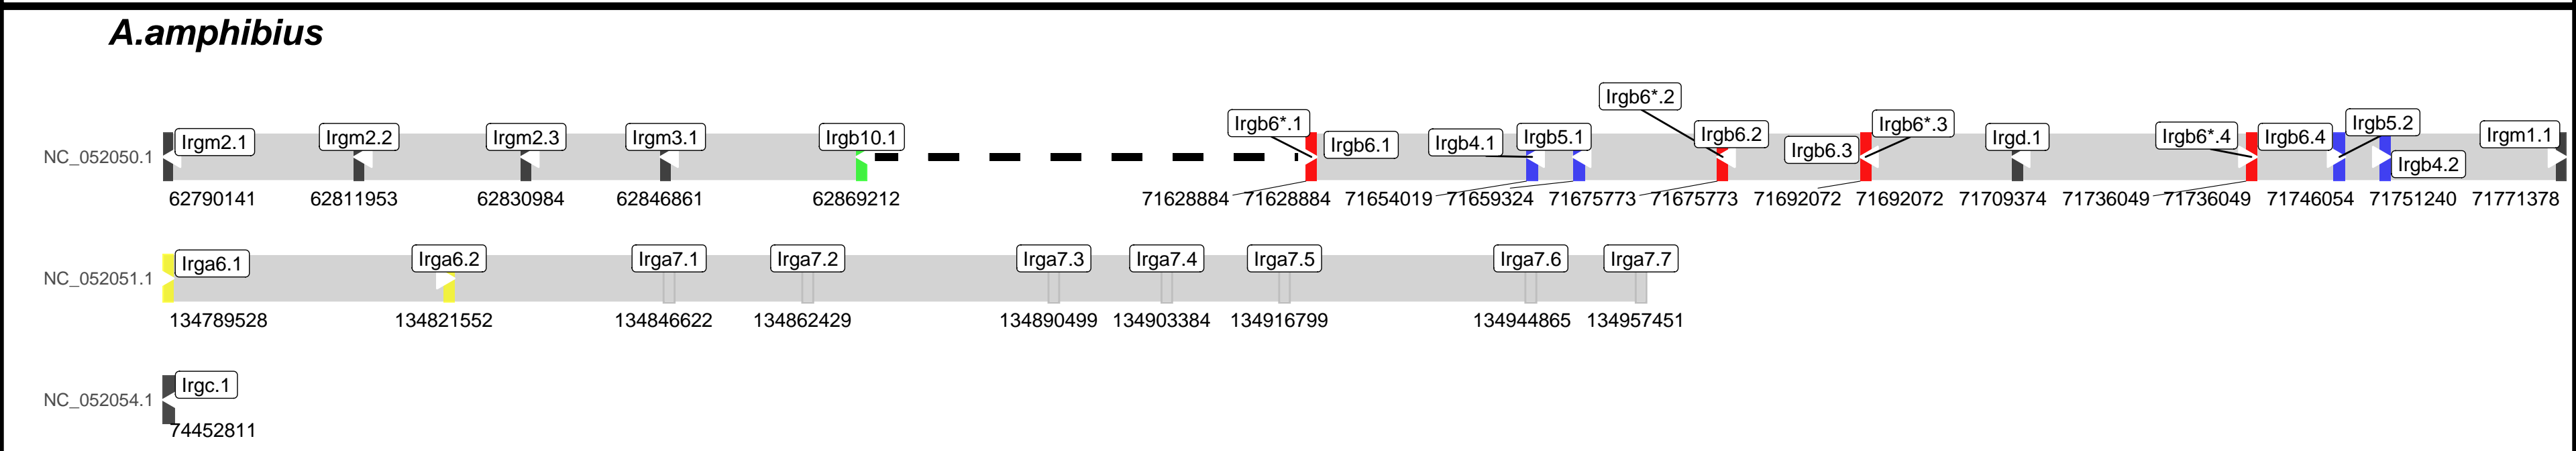 A.amphibius
Irgb6*.2
Irgb6*.1 Irgb6*.3 Irgb5.2
Irgm2.1 Irgm2.2 Irgm2.3 Irgm3.1 Irgb10.1 Irgb6.1 Irgb4.1 Irgb5.1 Irgb6.2 Irgb6.3 Irgd.1 Irgb6*.4 Irgb6.4 Irgb4.2 Irgm1.1
NC_052050.1
62790141 62811953 62830984 62846861 62869212 71628884 71628884 71654019 71659324 71675773 71675773 71692072 71692072 71709374 71736049 71736049 71746054 71751240 71771378
Irga6.1 Irga6.2 Irga7.1 Irga7.2 Irga7.3 Irga7.4 Irga7.5 Irga7.6 Irga7.7
NC_052051.1
134789528 134821552 134846622 134862429 134890499 134903384 134916799 134944865 134957451
Irgc.1
NC_052054.1
74452811